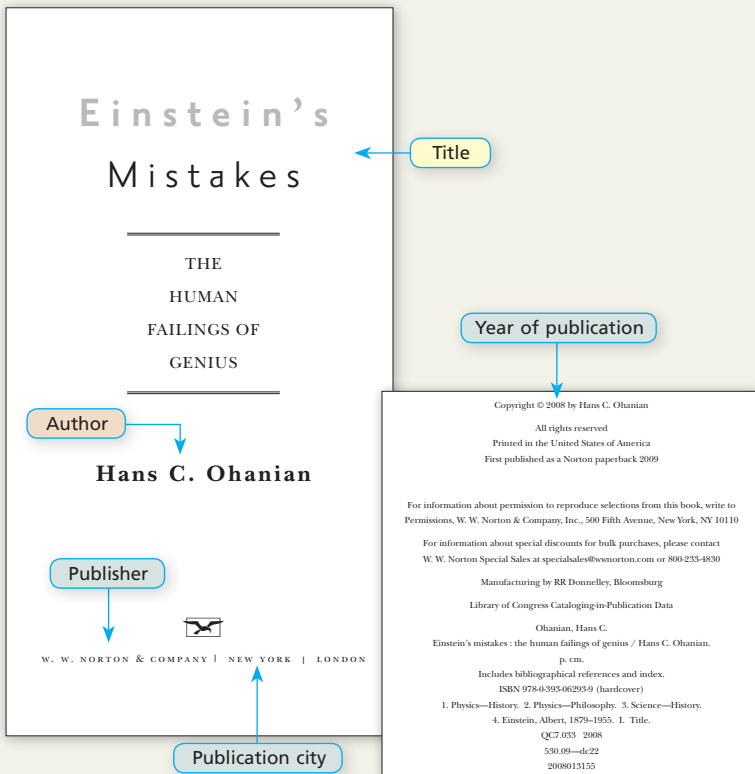 Einstein's
Mistakes
Title
THE
HUMAN
FAILINGS OF
GENIUS
Author
Hans C. Ohanian
Publisher
W. W. NORTON & COMPANY | NEW YORK | LONDON
Publication city
Year of publication
Copyright © 2008 by Hans C. Ohanian
All rights reserved
Printed in the United States of America
First published as a Norton paperback 2009
For information about permission to reproduce selections from this book, write to
Permissions, W. W. Norton & Company, Inc., 500 Fifth Avenue, New York, NY 10110
For information about special discounts for bulk purchases, please contact
W. W. Norton Special Sales at specialsales@wwnorton.com or 800-233-4830
Manufacturing by RR Donnelley, Bloomsburg
Library of Congress Cataloging-in-Publication Data
Ohanian, Hans C.
Einstein's mistakes : the human failings of genius / Hans C. Ohanian.
p. cm.
Includes bibliographical references and index.
ISBN 978-0-393-06293-9 (hardcover)
1. Physics—History. 2. Physics—Philosophy. 3. Science—History.
4. Einstein, Albert, 1879–1955. I. Title.
QC7.033 2008
530.09—dc22
2008013155